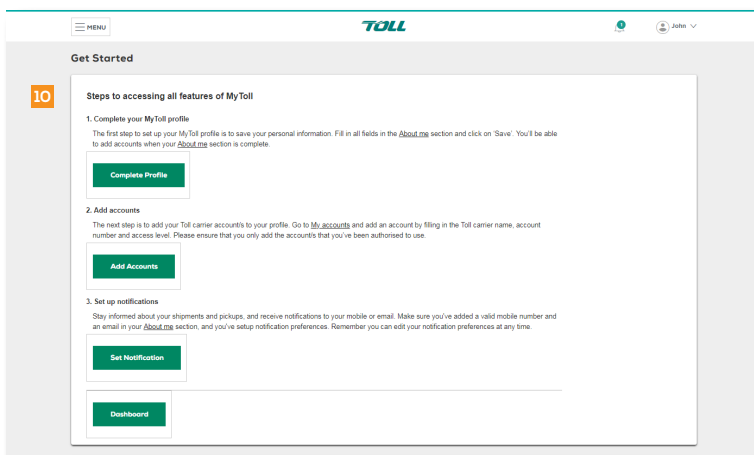 MENU
TOLL
1
John
Get Started
10
Steps to accessing all features of MyToll
1. Complete your MyToll profile
The first step to set up your MyToll profile is to save your personal information. Fill in all fields in the About me section and click on 'Save'. You'll be able
to add accounts when your About me section is complete.
Complete Profile
2. Add accounts
The next step is to add your Toll carrier account/s to your profile. Go to My accounts and add an account by filling in the Toll carrier name, account
number and access level. Please ensure that you only add the account/s that you've been authorised to use.
Add Accounts
3. Set up notifications
Stay informed about your shipments and pickups, and receive notifications to your mobile or email. Make sure you've added a valid mobile number and
an email in your About me section, and you've setup notification preferences. Remember you can edit your notification preferences at any time.
Set Notification
Dashboard